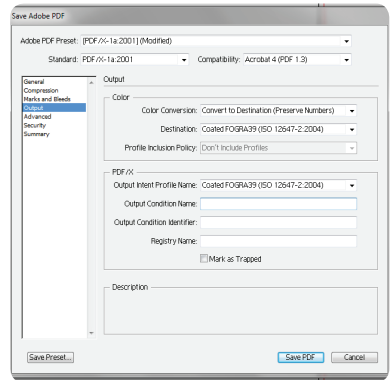 Save Adobe PDF
Adobe PDF Preset: [PDF/X-1a:2001] (Modified)
Standard: PDF/X-1a:2001 Compatibility: Acrobat 4 (PDF 1.3)
General
Compression
Marks and Bleeds
Output
Advanced
Security
Summary
Output
Color
Color Conversion: Convert to Destination (Preserve Numbers)
Destination: Coated FOGRA39 (ISO 12647-2:2004)
Profile Inclusion Policy: Don't Include Profiles
PDF/X
Output Intent Profile Name: Coated FOGRA39 (ISO 12647-2:2004)
Output Condition Name:
Output Condition Identifier:
Registry Name:
Mark as Trapped
Description
Save Preset... Save PDF Cancel